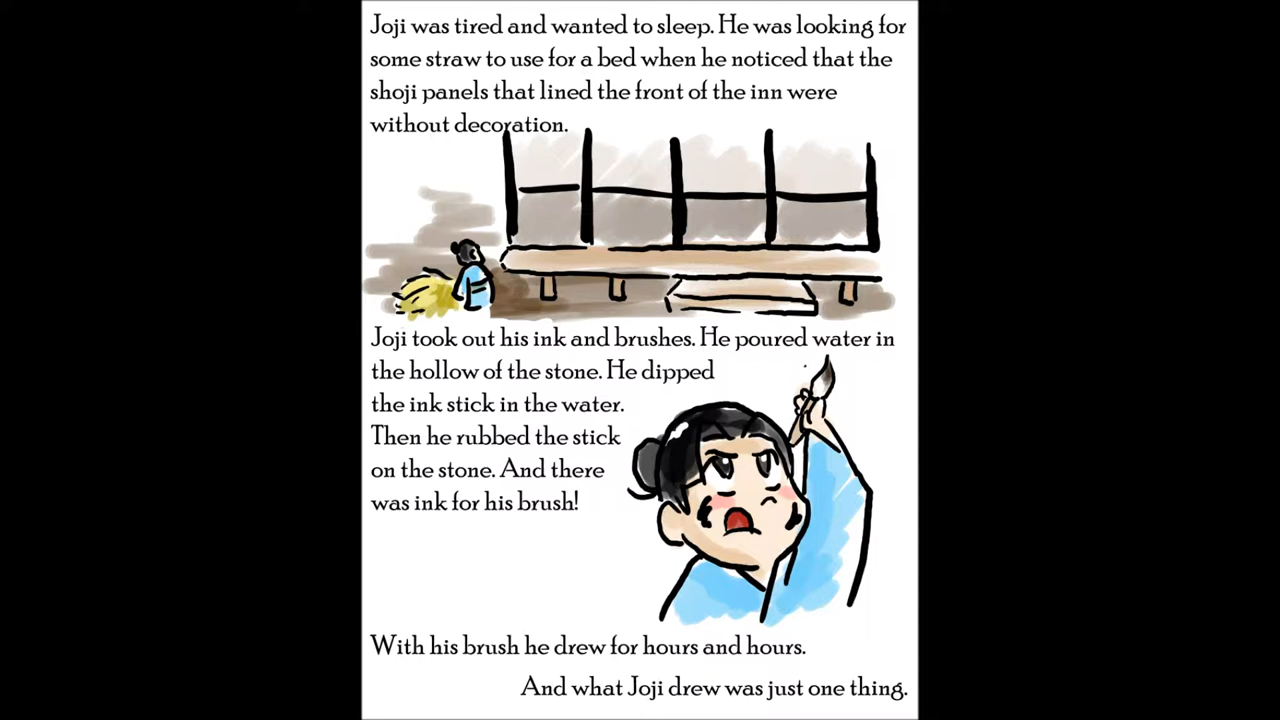 Joji was tired and wanted to sleep. He was looking for
some straw to use for a bed when he noticed that the
shoji panels that lined the front of the inn were
without decoration.
Joji took out his ink and brushes. He poured water in
the hollow of the stone. He dipped
the ink stick in the water.
Then he rubbed the stick
on the stone. And there
was ink for his brush!
With his brush he drew for hours and hours.
And what Joji drew was just one thing.